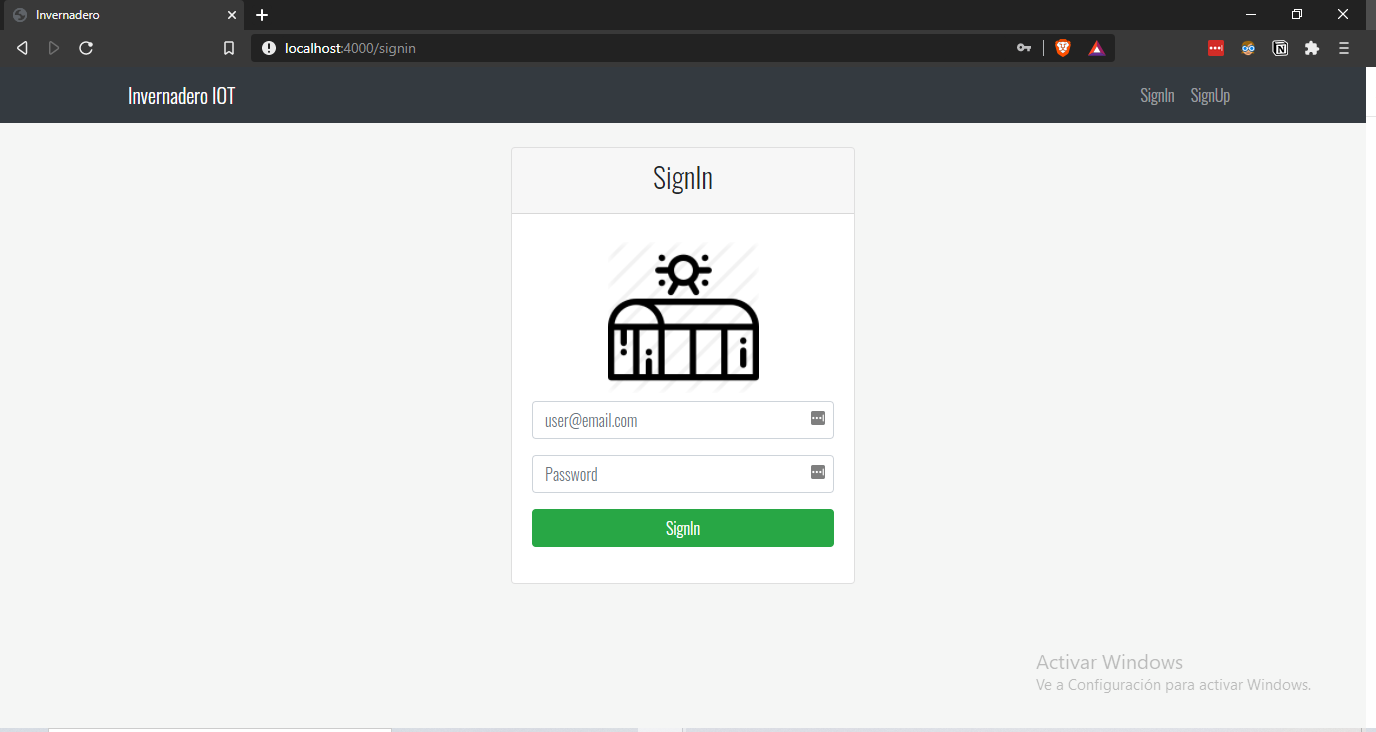 Invernadero
localhost:4000/signin
Invernadero IOT
SignIn SignUp
SignIn
user@email.com
Password
SignIn
Activar Windows
Ve a Configuración para activar Windows.